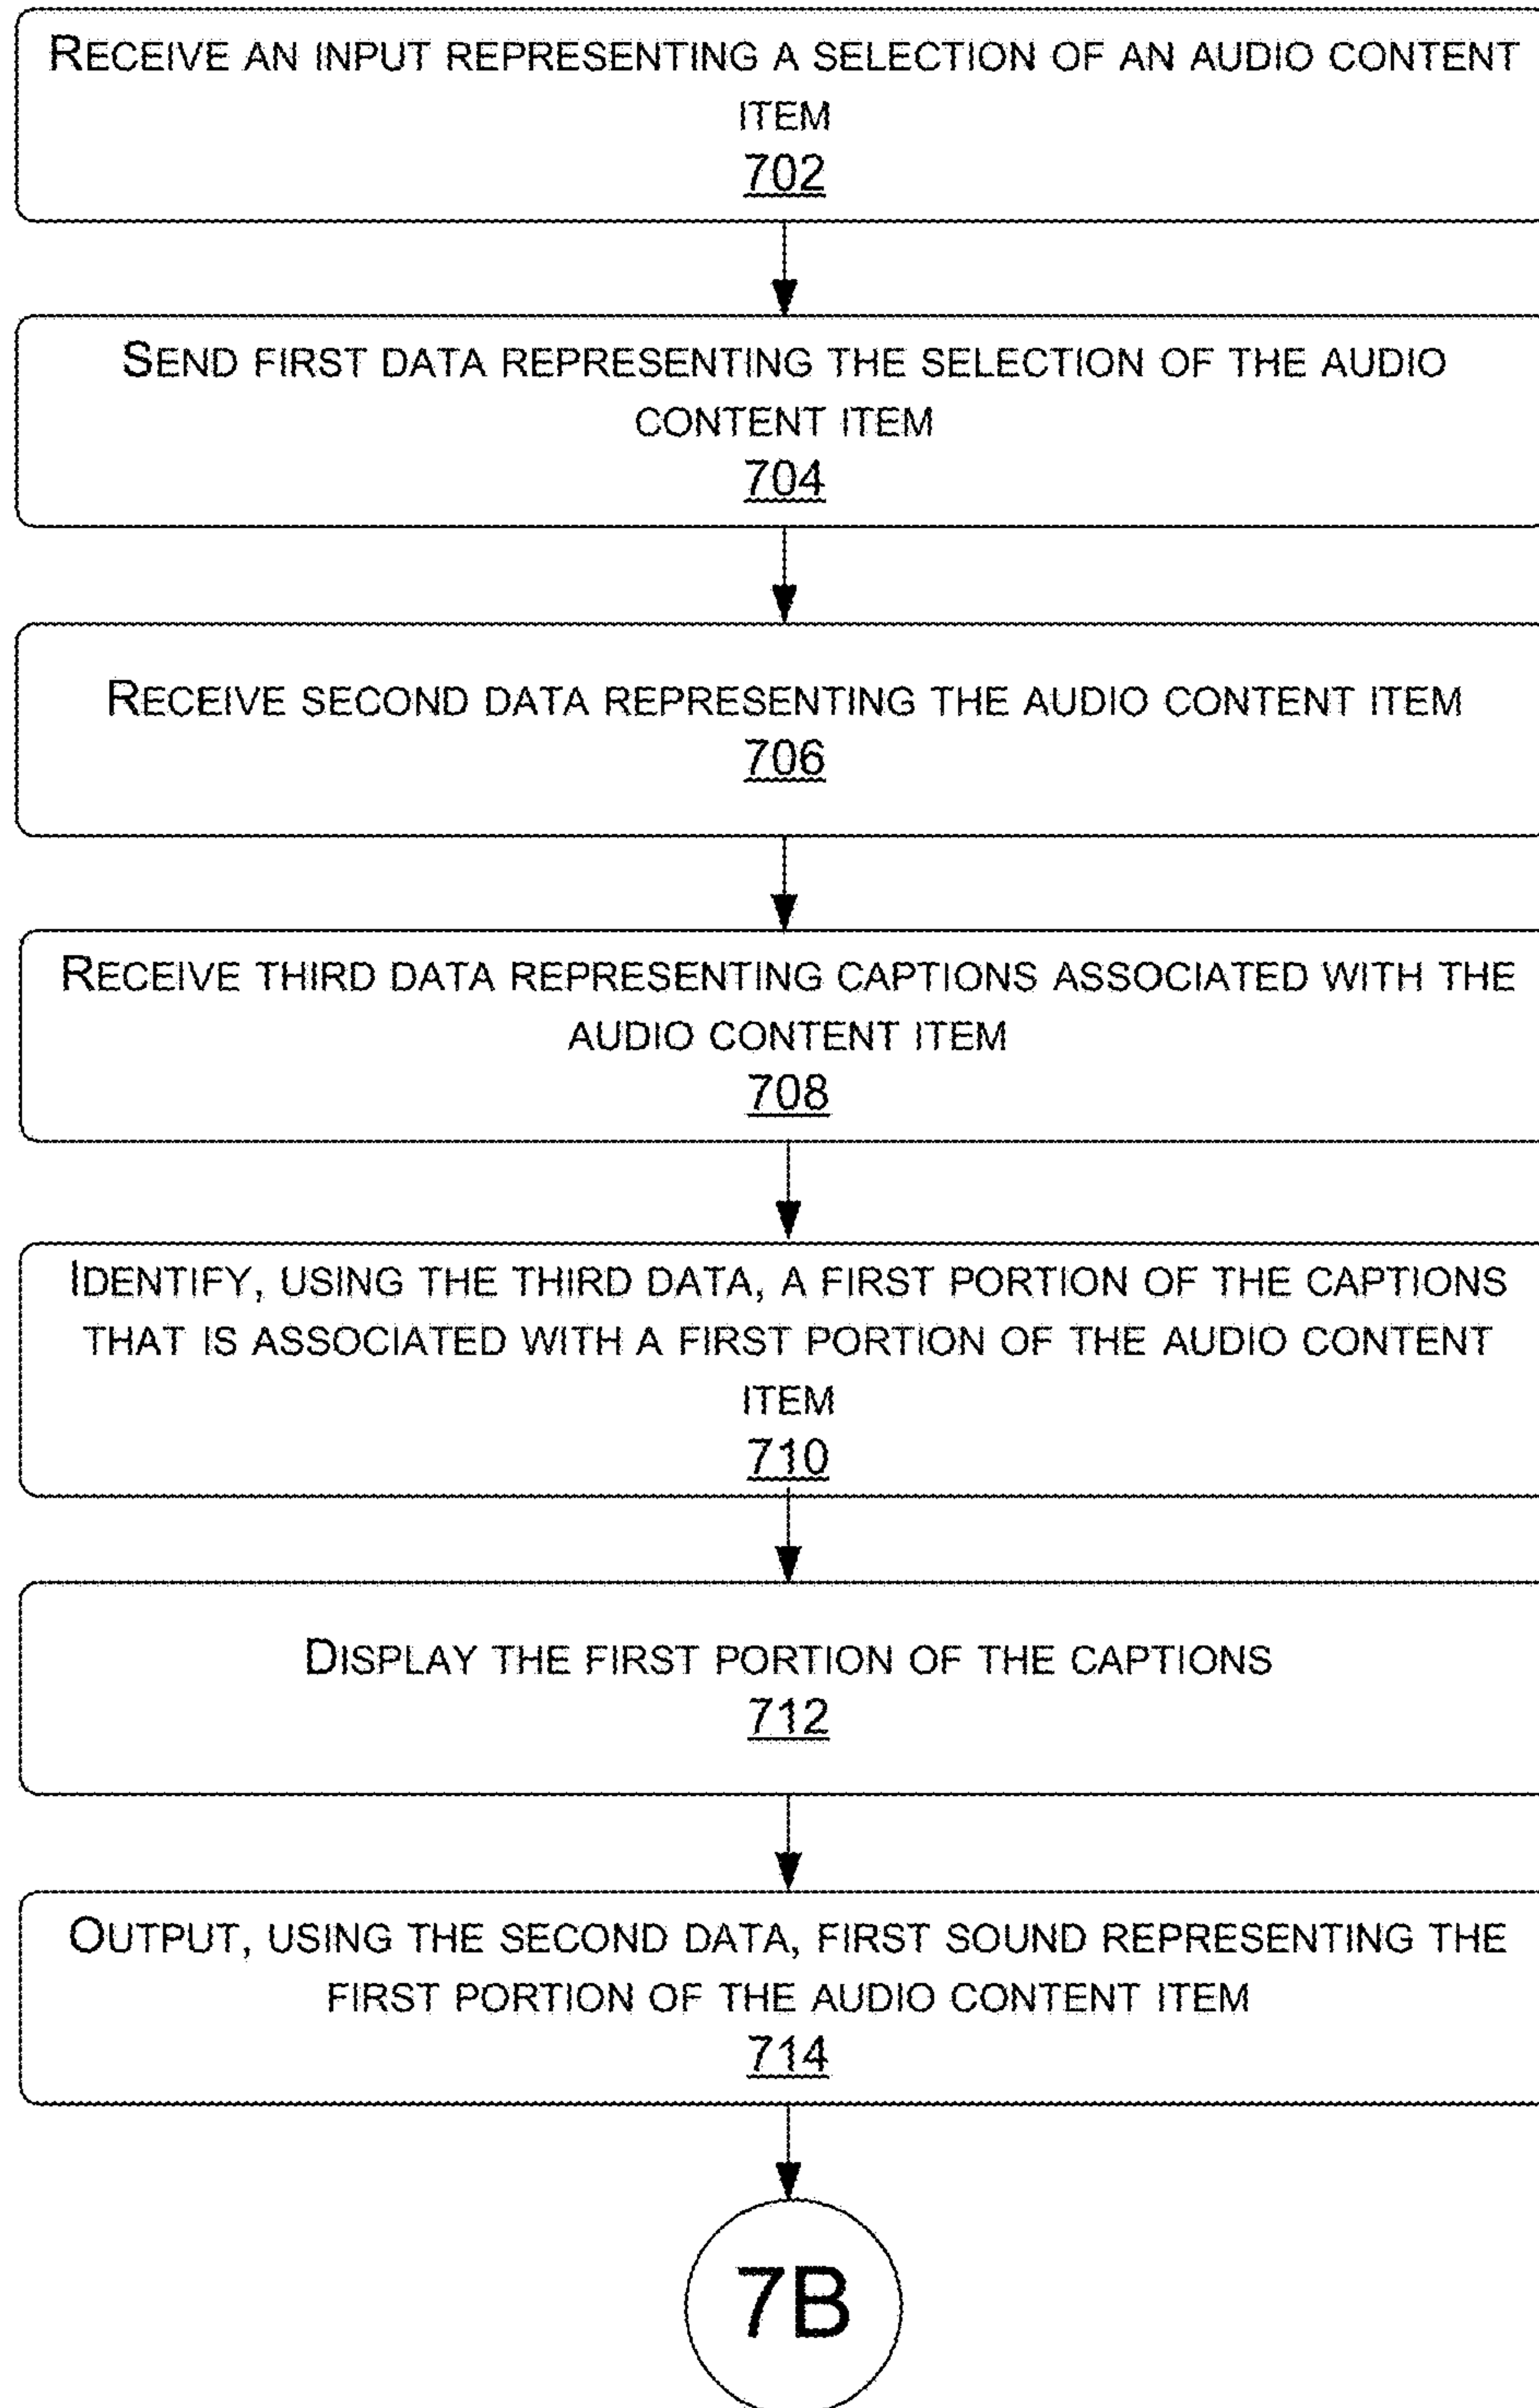 RECEIVE AN INPUT REPRESENTING A SELECTION OF AN AUDIO CONTENT
ITEM
702
SEND FIRST DATA REPRESENTING THE SELECTION OF THE AUDIO
CONTENT ITEM
704
RECEIVE SECOND DATA REPRESENTING THE AUDIO CONTENT ITEM
706
RECEIVE THIRD DATA REPRESENTING CAPTIONS ASSOCIATED WITH THE
AUDIO CONTENT ITEM
708
IDENTIFY, USING THE THIRD DATA, A FIRST PORTION OF THE CAPTIONS
THAT IS ASSOCIATED WITH A FIRST PORTION OF THE AUDIO CONTENT
ITEM
710
DISPLAY THE FIRST PORTION OF THE CAPTIONS
712
OUTPUT, USING THE SECOND DATA, FIRST SOUND REPRESENTING THE
FIRST PORTION OF THE AUDIO CONTENT ITEM
714
7B